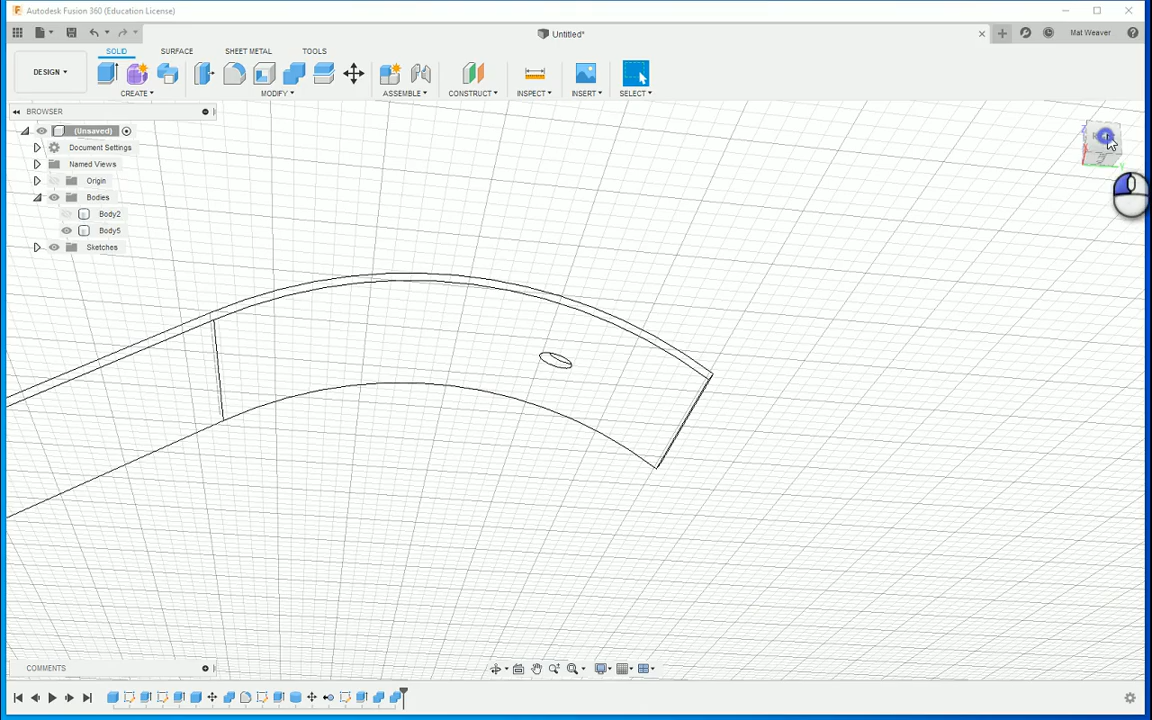 Autodesk Fusion 360 (Education License)
Untitled*
Mat Weaver
DESIGN
SOLID
SURFACE
SHEET METAL
TOOLS
CREATE
MODIFY
ASSEMBLE
CONSTRUCT
INSPECT
INSERT
SELECT
BROWSER
(Unsaved)
Document Settings
Named Views
Origin
Bodies
Body2
Body5
Sketches
COMMENTS